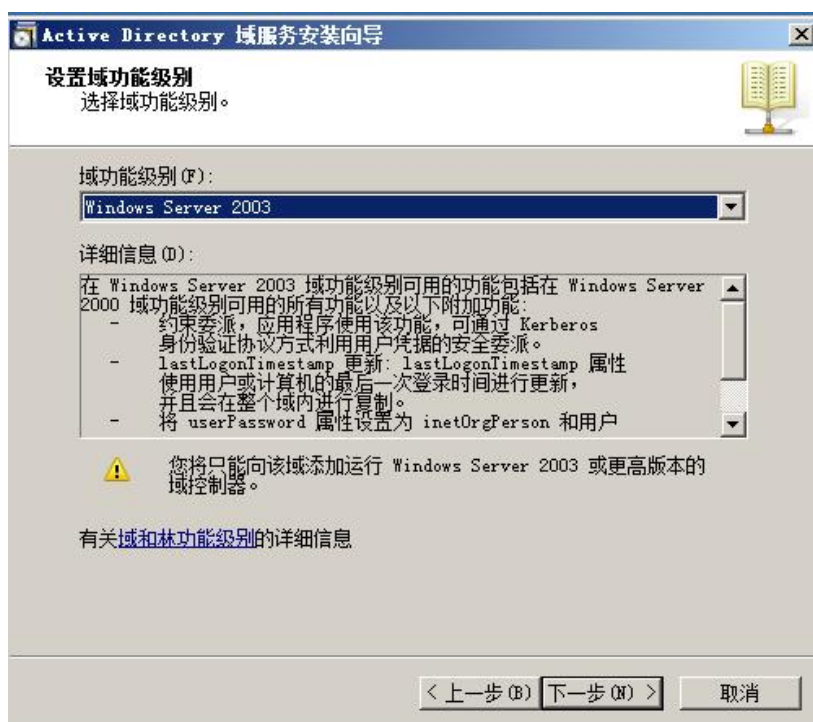 Active Directory 域服务安装向导
设置域功能级别
选择域功能级别。
域功能级别(F):
Windows Server 2003
详细信息(D):
在 Windows Server 2003 域功能级别可用的功能包括在 Windows Server
2000 域功能级别可用的所有功能以及以下附加功能:
- 约束委派，应用程序使用该功能，可通过 Kerberos
身份验证协议方式利用用户凭据的安全委派。
- lastLogonTimestamp 更新: lastLogonTimestamp 属性
使用用户或计算机的最后一次登录时间进行更新，
并且会在整个域内进行复制。
- 将 userPassword 属性设置为 inetOrgPerson 和用户
您将只能向该域添加运行 Windows Server 2003 或更高版本的
域控制器。
有关域和林功能级别的详细信息
< 上一步(B) 下一步(N) > 取消